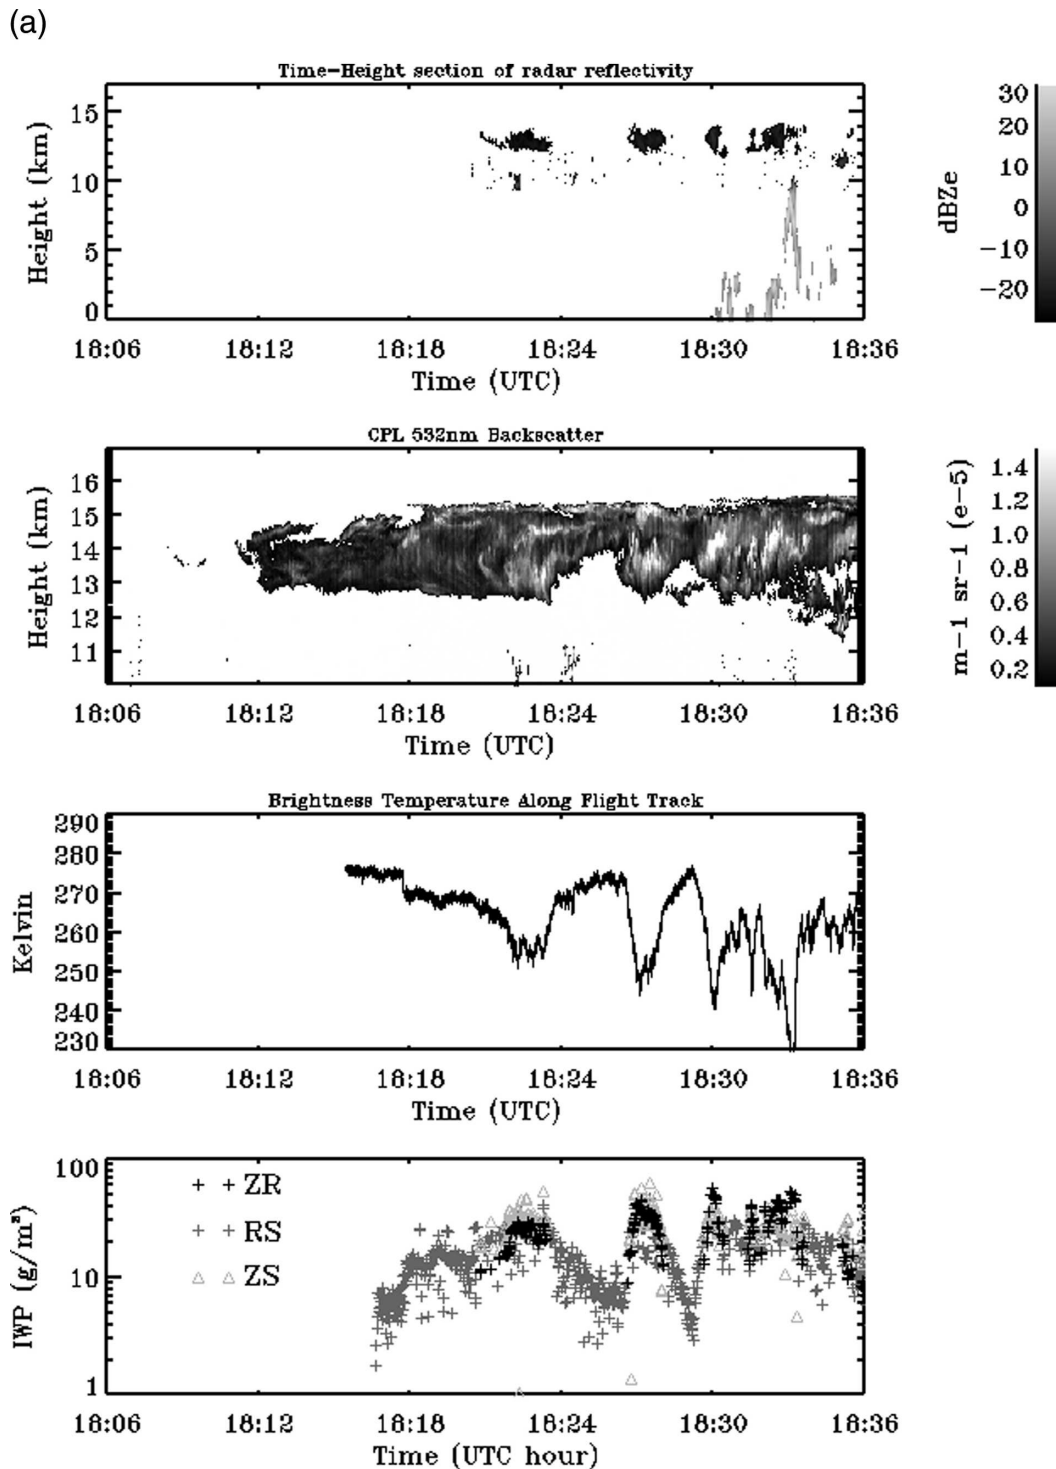 (a)
Time-Height section of radar reflectivity
Height (km)
15
10
5
0
18:06 18:12 18:18 18:24 18:30 18:36
Time (UTC)
dBZe
30
20
10
0
-10
-20
CPL 532nm Backscatter
Height (km)
16
15
14
13
12
11
18:06 18:12 18:18 18:24 18:30 18:36
Time (UTC)
m-1 sr-1 (e-5)
1.4
1.2
1.0
0.8
0.6
0.4
0.2
Brightness Temperature Along Flight Track
Kelvin
290
280
270
260
250
240
230
18:06 18:12 18:18 18:24 18:30 18:36
Time (UTC)
IWP (g/m²)
100
10
1
+ + ZR
+ + RS
△ △ ZS
18:06 18:12 18:18 18:24 18:30 18:36
Time (UTC hour)